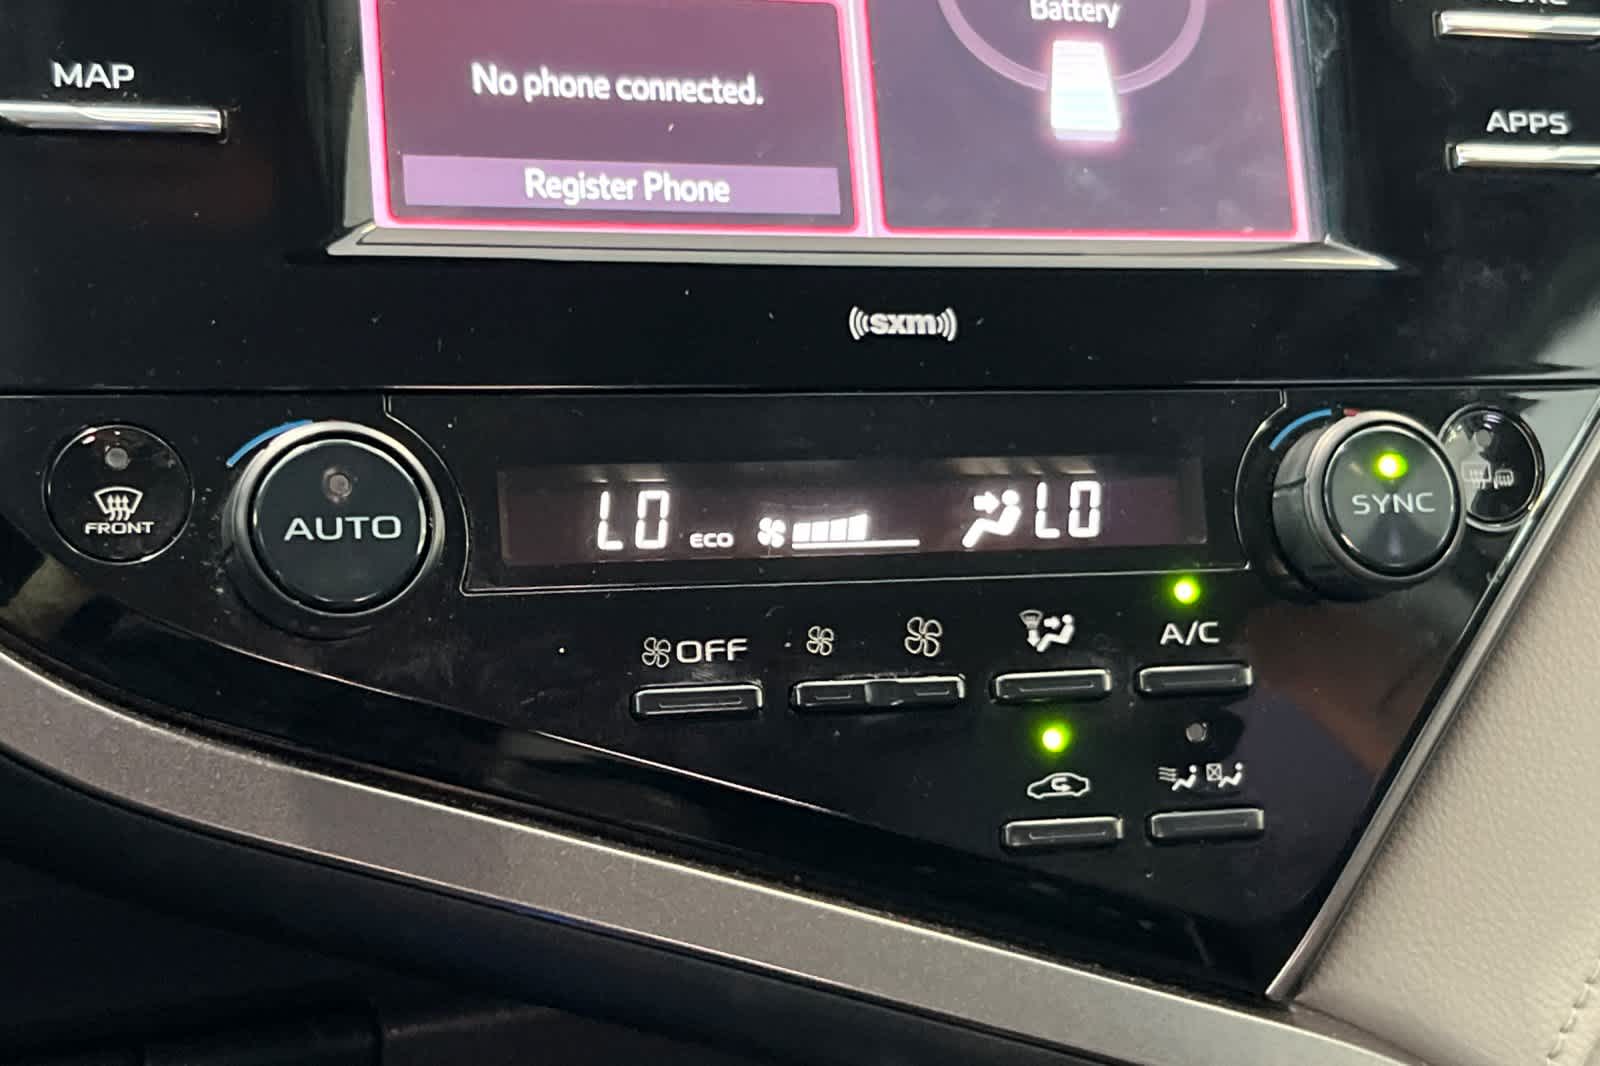 Battery
MAP
No phone connected.
APPS
Register Phone
sxm
FRONT
AUTO
LO ECO LO
SYNC
OFF
A/C